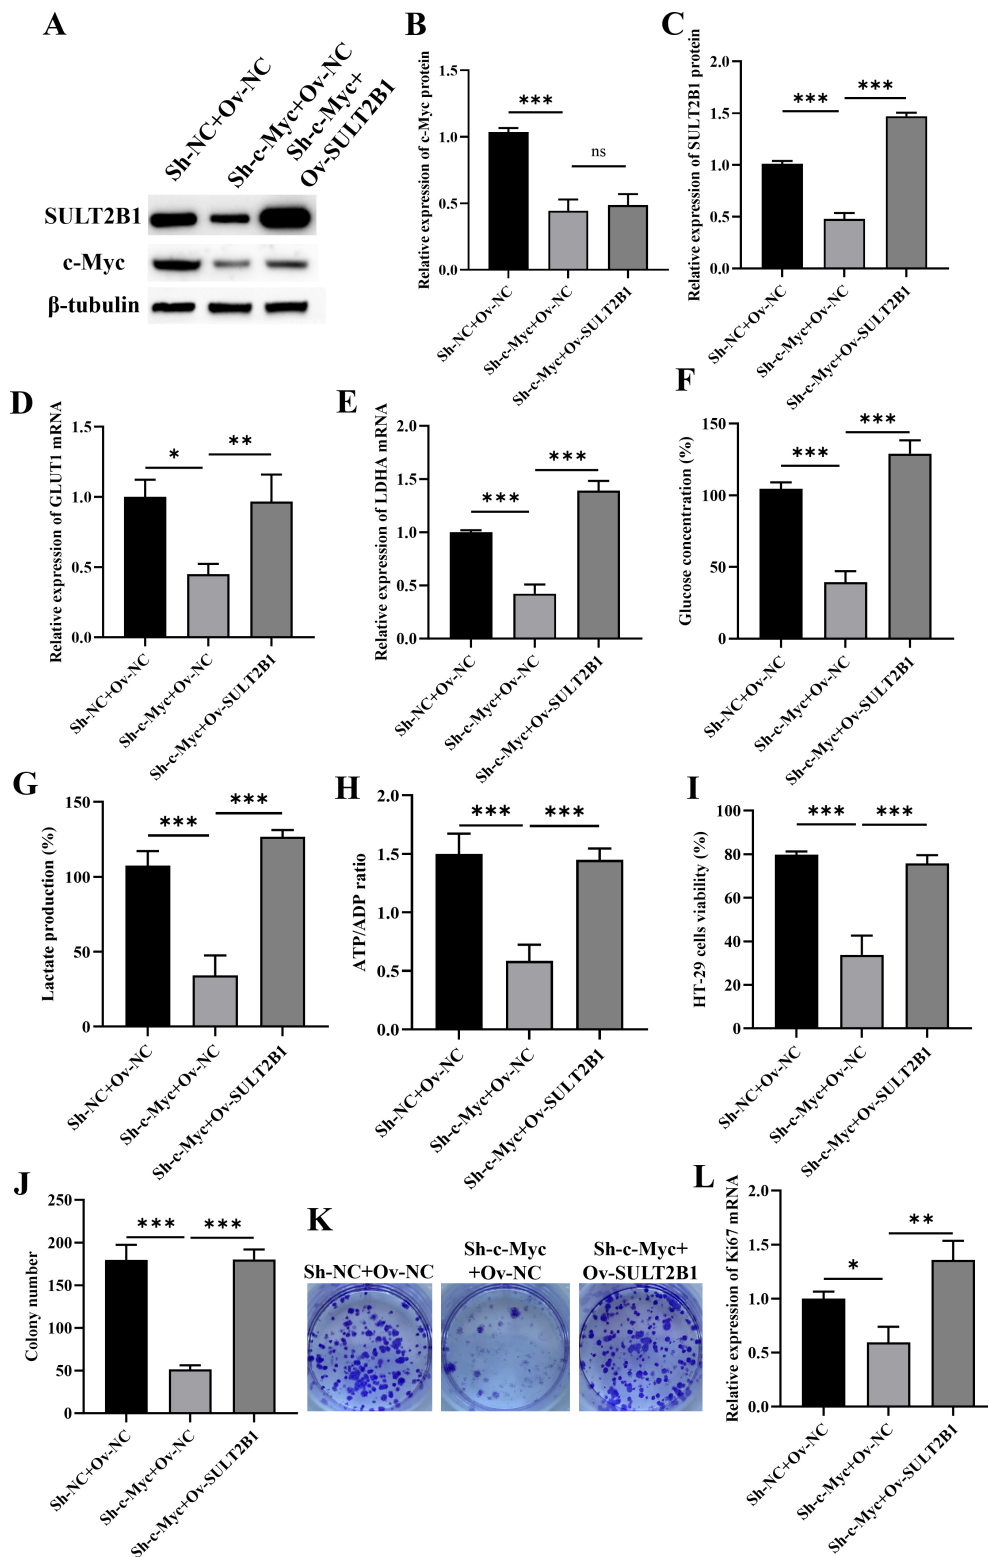 A
Sh-NC+Ov-NC
Sh-c-Myc+Ov-NC
Sh-c-Myc+
Ov-SULT2B1
SULT2B1
c-Myc
β-tubulin
B
Relative expression of c-Myc protein
1.5
1.0
0.5
0.0
***
ns
Sh-NC+Ov-NC
Sh-c-Myc+Ov-NC
Sh-c-Myc+Ov-SULT2B1
C
Relative expression of SULT2B1 protein
2.0
1.5
1.0
0.5
0.0
***
***
Sh-NC+Ov-NC
Sh-c-Myc+Ov-NC
Sh-c-Myc+Ov-SULT2B1
D
Relative expression of GLUT1 mRNA
1.5
1.0
0.5
0.0
*
**
Sh-NC+Ov-NC
Sh-c-Myc+Ov-NC
Sh-c-Myc+Ov-SULT2B1
E
Relative expression of LDHA mRNA
2.0
1.5
1.0
0.5
0.0
***
***
Sh-NC+Ov-NC
Sh-c-Myc+Ov-NC
Sh-c-Myc+Ov-SULT2B1
F
Glucose concentration (%)
150
100
50
0
***
***
Sh-NC+Ov-NC
Sh-c-Myc+Ov-NC
Sh-c-Myc+Ov-SULT2B1
G
Lactate production (%)
150
100
50
0
***
***
Sh-NC+Ov-NC
Sh-c-Myc+Ov-NC
Sh-c-Myc+Ov-SULT2B1
H
ATP/ADP ratio
2.0
1.5
1.0
0.5
0.0
***
***
Sh-NC+Ov-NC
Sh-c-Myc+Ov-NC
Sh-c-Myc+Ov-SULT2B1
I
HT-29 cells viability (%)
100
80
60
40
20
0
***
***
Sh-NC+Ov-NC
Sh-c-Myc+Ov-NC
Sh-c-Myc+Ov-SULT2B1
J
Colony number
250
200
150
100
50
0
***
***
Sh-NC+Ov-NC
Sh-c-Myc+Ov-NC
Sh-c-Myc+Ov-SULT2B1
K
Sh-NC+Ov-NC
Sh-c-Myc
+Ov-NC
Sh-c-Myc+
Ov-SULT2B1
L
Relative expression of Ki67 mRNA
2.0
1.5
1.0
0.5
0.0
*
**
Sh-NC+Ov-NC
Sh-c-Myc+Ov-NC
Sh-c-Myc+Ov-SULT2B1